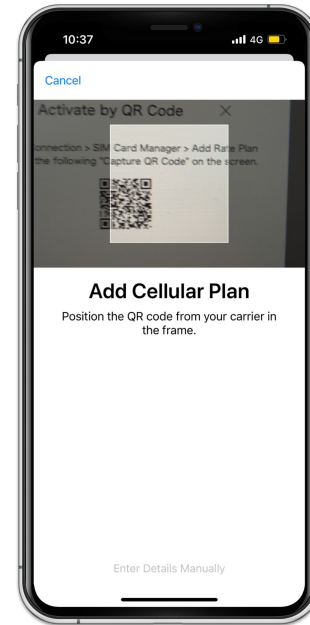 10:37
4G
Cancel
Activate by QR Code
onnection > SIM Card Manager > Add Rate Plan
the following "Capture QR Code" on the screen.
Add Cellular Plan
Position the QR code from your carrier in
the frame.
Enter Details Manually